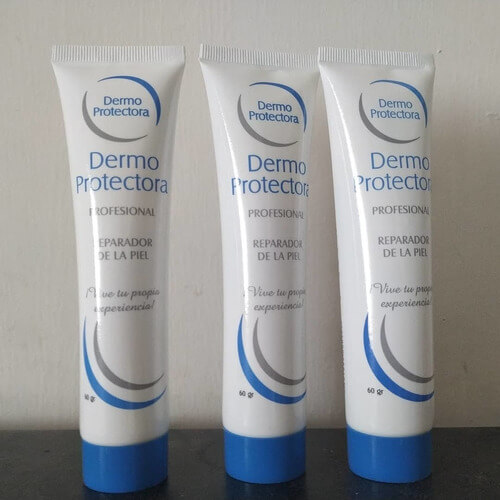 Dermo
Protectora
Dermo
Protectora
PROFESIONAL
REPARADOR
DE LA PIEL
¡Vive tu propia
experiencia!
60 gr
Dermo
Protectora
Dermo
Protectora
PROFESIONAL
REPARADOR
DE LA PIEL
¡Vive tu propia
experiencia!
60 gr
Dermo
Protectora
Dermo
Protectora
PROFESIONAL
REPARADOR
DE LA PIEL
¡Vive tu propia
experiencia!
60 gr